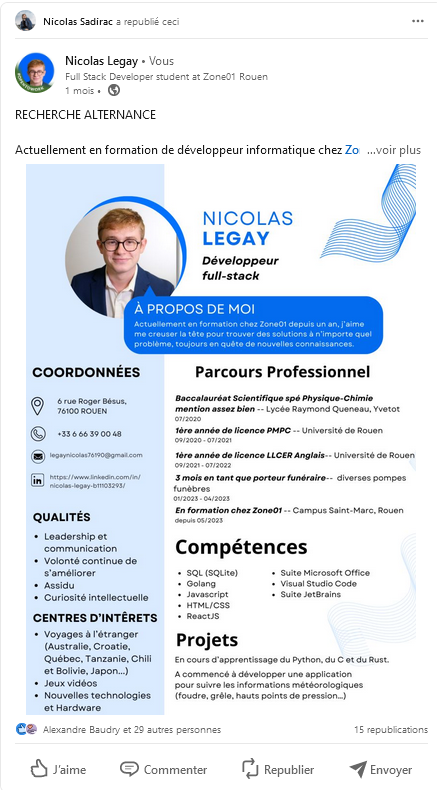 Nicolas Sadirac a republié ceci
Nicolas Legay • Vous
Full Stack Developer student at Zone01 Rouen
1 mois •
RECHERCHE ALTERNANCE
Actuellement en formation de développeur informatique chez Zo ...voir plus
NICOLAS
LEGAY
Développeur
full-stack
À PROPOS DE MOI
Actuellement en formation chez Zone01 depuis un an, j'aime
me creuser la tête pour trouver des solutions à n'importe quel
problème, toujours en quête de nouvelles connaissances.
COORDONNÉES
6 rue Roger Bésus,
76100 ROUEN
+33 6 66 39 00 48
legaynicolas76190@gmail.com
https://www.linkedin.com/in/
nicolas-legay-b11103293/
QUALITÉS
• Leadership et
communication
• Volonté continue de
s'améliorer
• Assidu
• Curiosité intellectuelle
CENTRES D'INTÊRETS
• Voyages à l'étranger
(Australie, Croatie,
Québec, Tanzanie, Chili
et Bolivie, Japon...)
• Jeux vidéos
• Nouvelles technologies
et Hardware
Parcours Professionnel
Baccalauréat Scientifique spé Physique-Chimie
mention assez bien -- Lycée Raymond Queneau, Yvetot
07/2020
1ère année de licence PMPC -- Université de Rouen
09/2020 - 07/2021
1ère année de licence LLCER Anglais-- Université de Rouen
09/2021 - 07/2022
3 mois en tant que porteur funéraire-- diverses pompes
funèbres
01/2023 - 04/2023
En formation chez Zone01 -- Campus Saint-Marc, Rouen
depuis 05/2023
Compétences
• SQL (SQLite)
• Golang
• Javascript
• HTML/CSS
• ReactJS
• Suite Microsoft Office
• Visual Studio Code
• Suite JetBrains
Projets
En cours d'apprentissage du Python, du C et du Rust.
A commencé à développer une application
pour suivre les informations météorologiques
(foudre, grêle, hauts points de pression...)
Alexandre Baudry et 29 autres personnes
15 republications
J'aime
Commenter
Republier
Envoyer